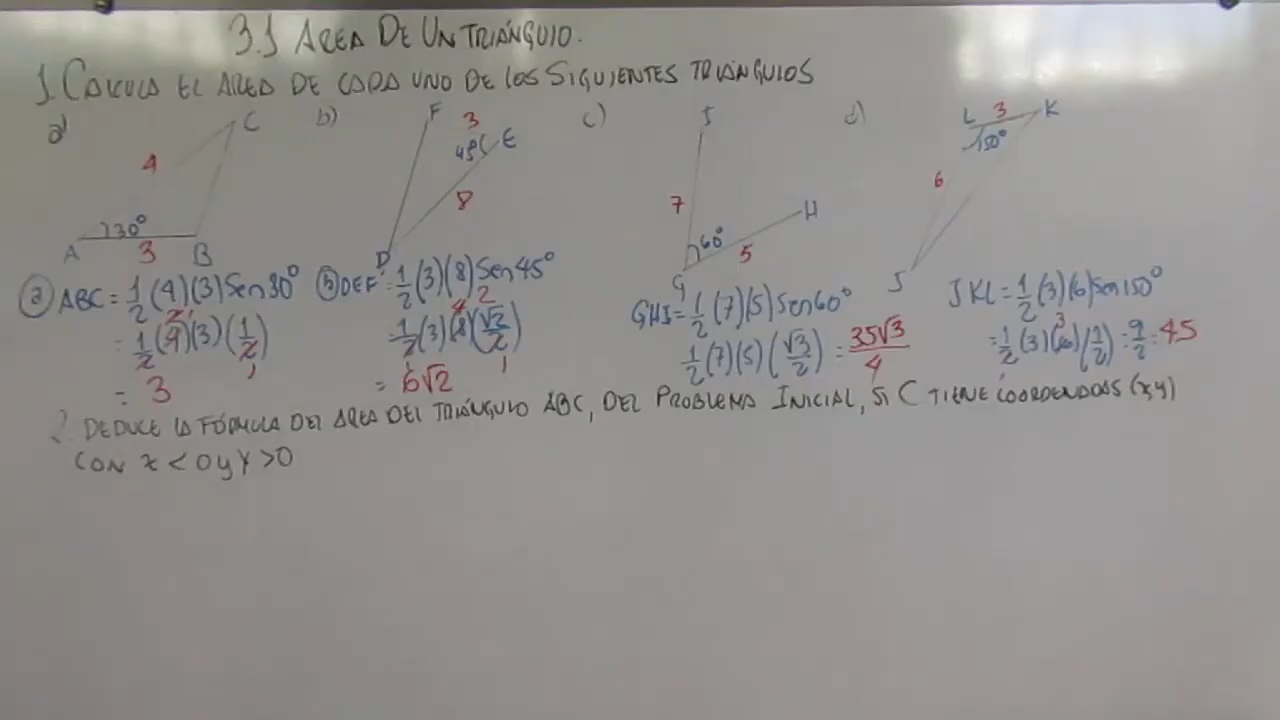 3.1 AREA DE UN TRIÁNGULO.
1. CALCULA EL AREA DE CADA UNO DE LOS SIGUIENTES TRIÁNGULOS
a) C 4 30° A 3 B
b) F 3 45° E 8 D
c) I 7 60° H 5 G
d) L 3 K 150° 6 J
a) ABC = 1/2 (4)(3) Sen 30°
= 1/2 (4)(3)(1/2)
= 3
b) DEF = 1/2 (3)(8) Sen 45°
= 1/2 (3)(8)(√2/2)
= 6√2
GHI = 1/2 (7)(5) Sen 60°
1/2 (7)(5)(√3/2) = 35√3/4
JKL = 1/2 (3)(6) Sen 150°
= 1/2 (3)(6)(1/2) = 9/2 = 4.5
2. DEDUCE LA FÓRMULA DEL AREA DEL TRIÁNGULO ABC, DEL PROBLEMA INICIAL, SI C TIENE COORDENADAS (x,y)
CON x < 0 y y > 0